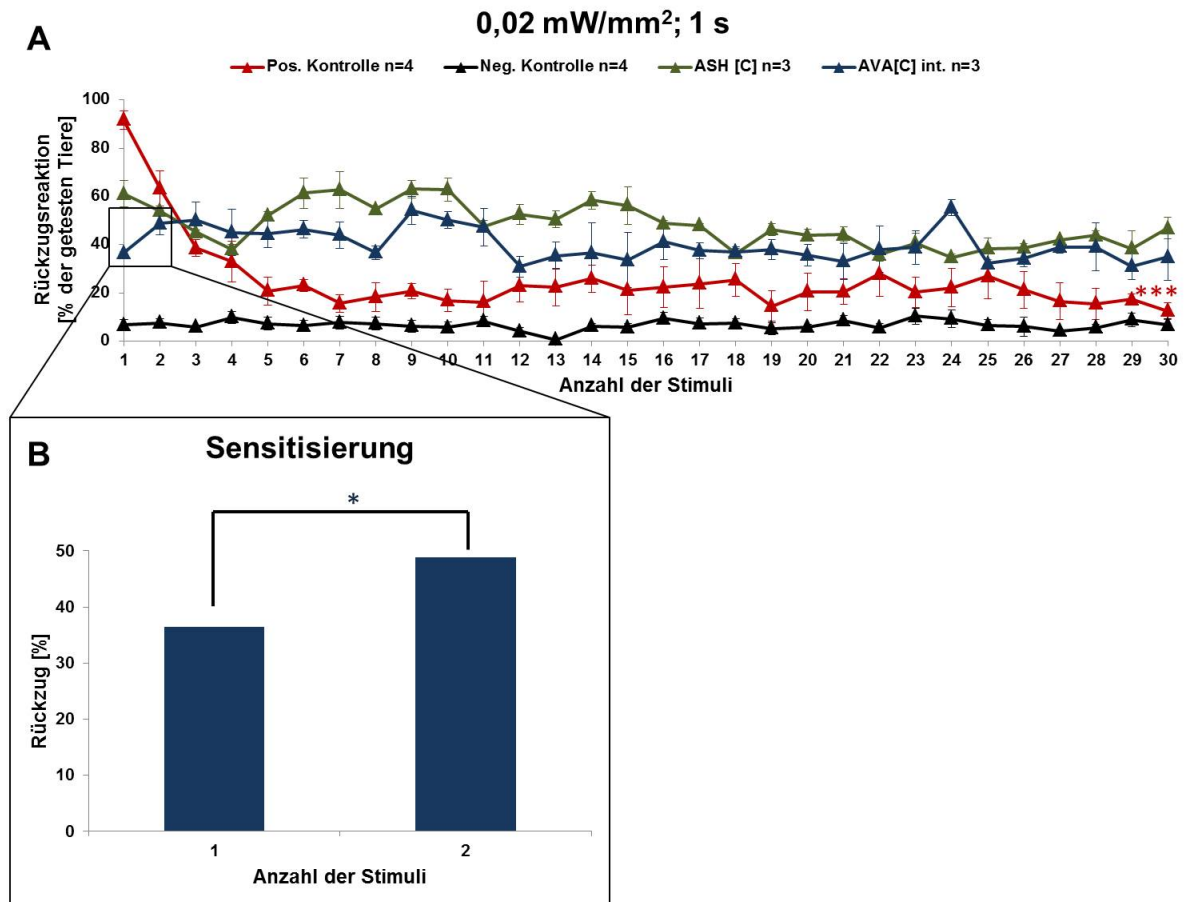 0,02 mW/mm²; 1 s
A
Pos. Kontrolle n=4 Neg. Kontrolle n=4 ASH [C] n=3 AVA[C] int. n=3
Rückzugsreaktion
[% der getesten Tiere]
100
80
60
40
20
0
***
1 2 3 4 5 6 7 8 9 10 11 12 13 14 15 16 17 18 19 20 21 22 23 24 25 26 27 28 29 30
Anzahl der Stimuli
B
Sensitisierung
*
Rückzug [%]
50
40
30
20
10
0
1 2
Anzahl der Stimuli